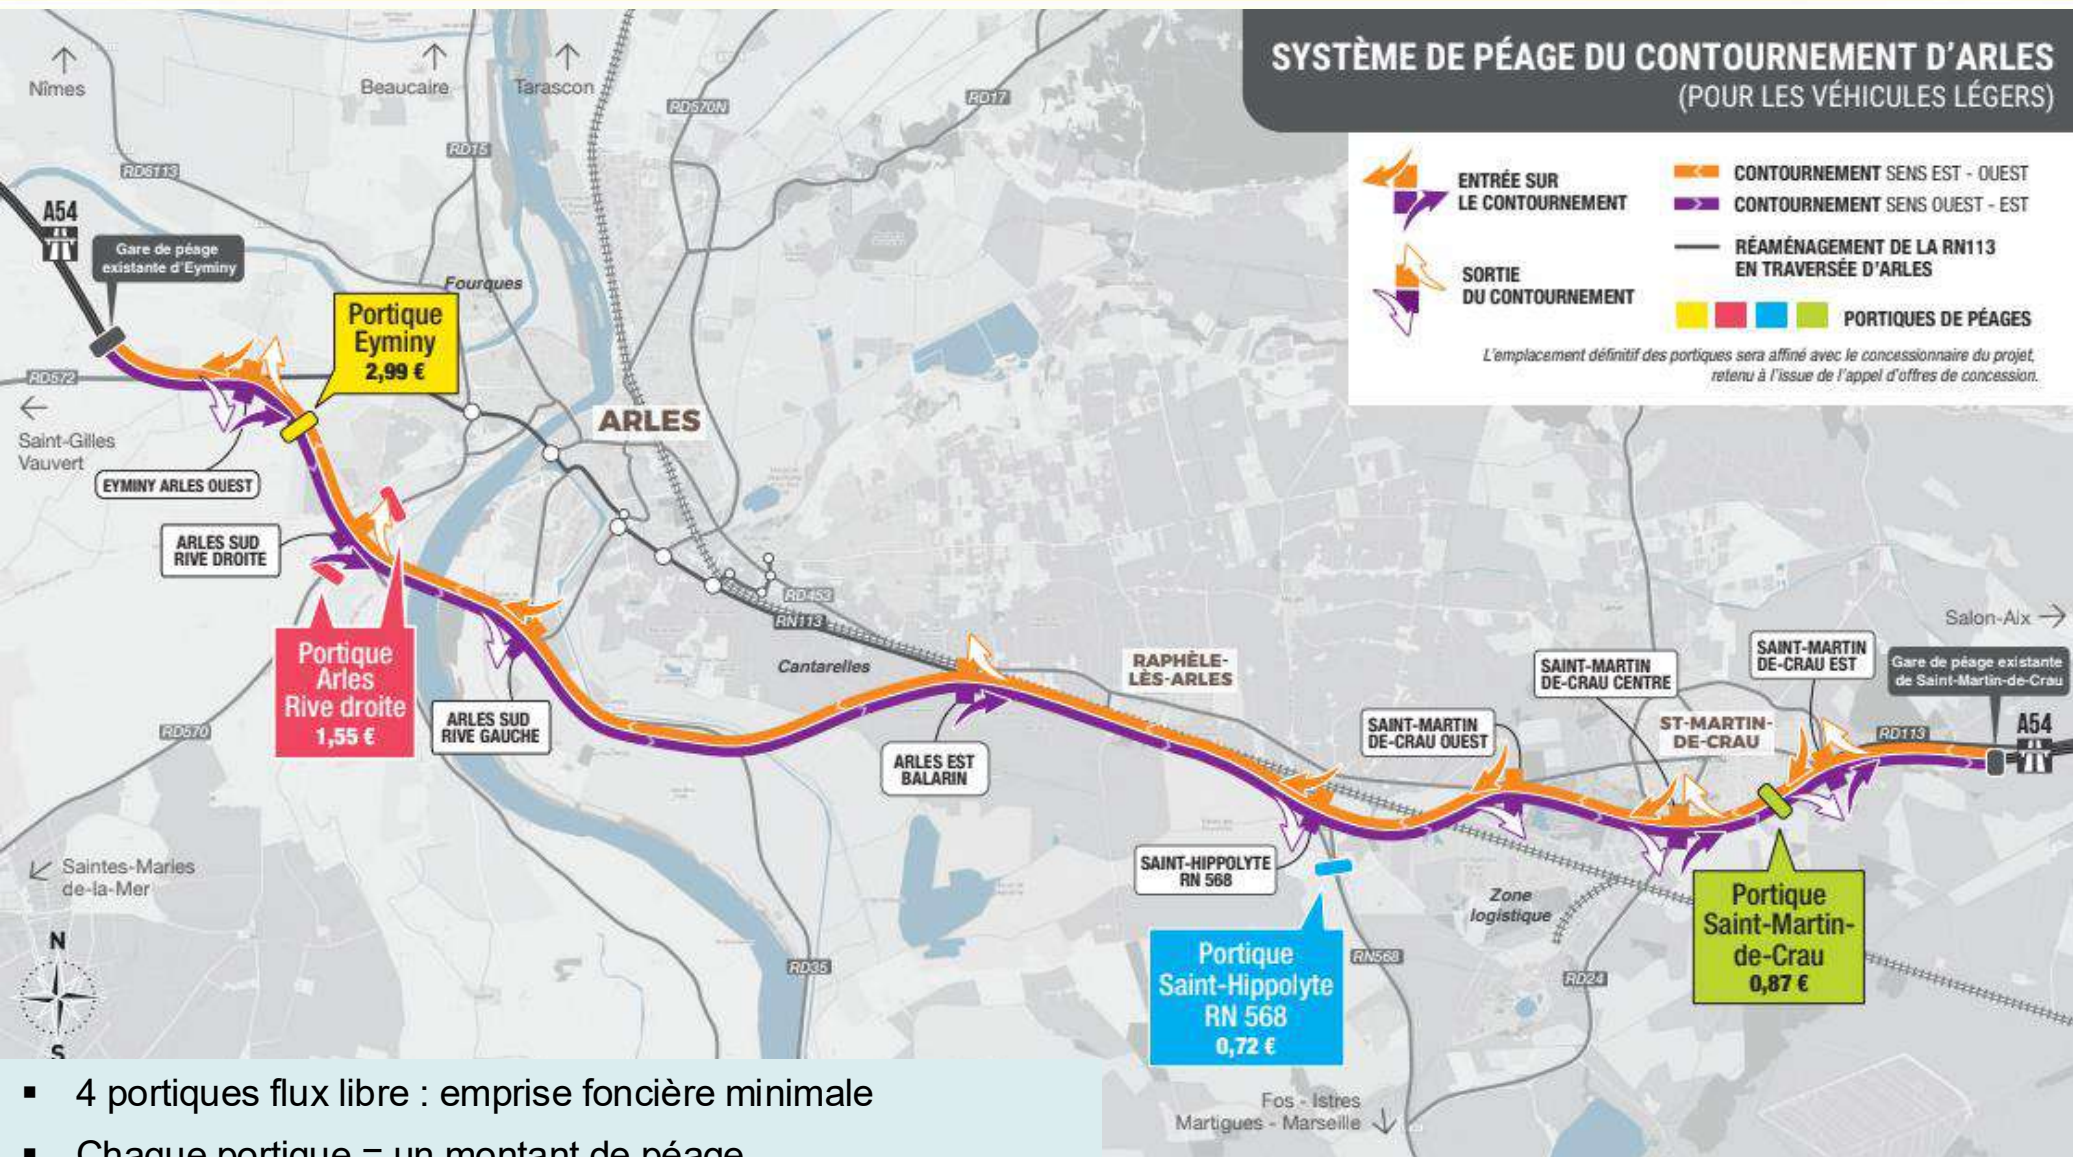 SYSTÈME DE PÉAGE DU CONTOURNEMENT D'ARLES
(POUR LES VÉHICULES LÉGERS)
ENTRÉE SUR
LE CONTOURNEMENT
SORTIE
DU CONTOURNEMENT
CONTOURNEMENT SENS EST - OUEST
CONTOURNEMENT SENS OUEST - EST
RÉAMÉNAGEMENT DE LA RN113
EN TRAVERSÉE D'ARLES
PORTIQUES DE PÉAGES
L'emplacement définitif des portiques sera affiné avec le concessionnaire du projet,
retenu à l'issue de l'appel d'offres de concession.
Nîmes
Beaucaire
Tarascon
RD570N
RD17
RD15
RD6113
A54
Gare de péage
existante d'Eyminy
Fourques
Portique
Eyminy
2,99 €
RD572
Saint-Gilles
Vauvert
ARLES
EYMINY ARLES OUEST
ARLES SUD
RIVE DROITE
Portique
Arles
Rive droite
1,55 €
RD570
ARLES SUD
RIVE GAUCHE
RD453
RN113
Cantarelles
ARLES EST
BALARIN
RAPHÈLE-
LÈS-ARLES
Salon-Aix
SAINT-MARTIN
DE-CRAU CENTRE
SAINT-MARTIN
DE-CRAU EST
Gare de péage existante
de Saint-Martin-de-Crau
A54
SAINT-MARTIN
DE-CRAU OUEST
ST-MARTIN-
DE-CRAU
RD113
SAINT-HIPPOLYTE
RN 568
Zone
logistique
Portique
Saint-Martin-
de-Crau
0,87 €
Portique
Saint-Hippolyte
RN 568
0,72 €
RN568
RD24
RD35
Saintes-Maries
de-la-Mer
N
S
Fos - Istres
Martigues - Marseille
▪ 4 portiques flux libre : emprise foncière minimale
▪ Chaque portique = un montant de péage